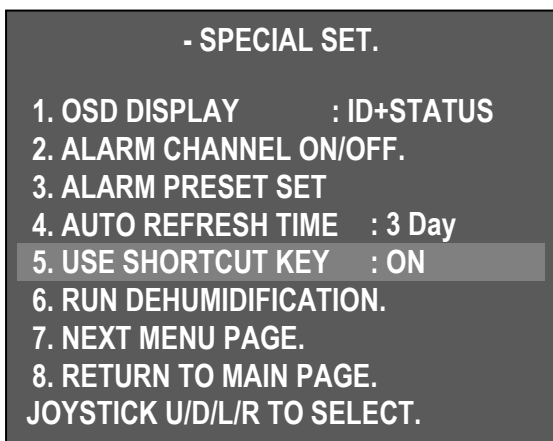 - SPECIAL SET.
1. OSD DISPLAY : ID+STATUS
2. ALARM CHANNEL ON/OFF.
3. ALARM PRESET SET
4. AUTO REFRESH TIME : 3 Day
5. USE SHORTCUT KEY : ON
6. RUN DEHUMIDIFICATION.
7. NEXT MENU PAGE.
8. RETURN TO MAIN PAGE.
JOYSTICK U/D/L/R TO SELECT.